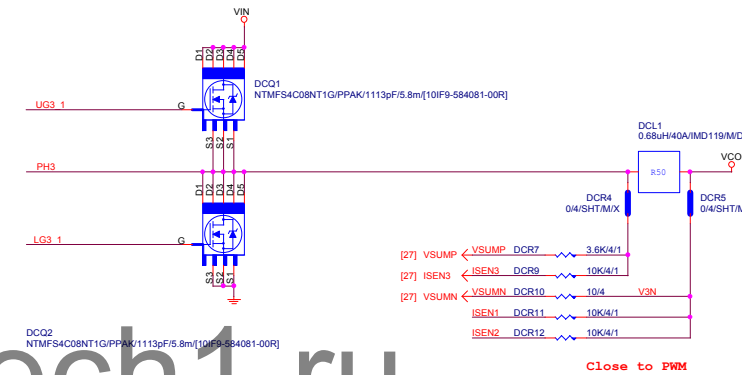 VIN
D1 D2 D3 D4 D5
DCQ1
NTMFS4C08NT1G/PPAK/1113pF/5.8m/[10IF9-584081-00R]
UG3_1 G
S3 S2 S1
DCL1
0.68uH/40A/IMD119/M/D
VCO
R50
PH3
D1 D2 D3 D4 D5
DCR4
0/4/SHT/M/X
DCR5
0/4/SHT/M
LG3_1 G
S3 S2 S1
[27] VSUMP VSUMP DCR7 3.6K/4/1
[27] ISEN3 ISEN3 DCR9 10K/4/1
[27] VSUMN VSUMN DCR10 10/4 V3N
ISEN1 DCR11 10K/4/1
ISEN2 DCR12 10K/4/1
DCQ2
NTMFS4C08NT1G/PPAK/1113pF/5.8m/[10IF9-584081-00R]
Close to PWM
ech1.ru